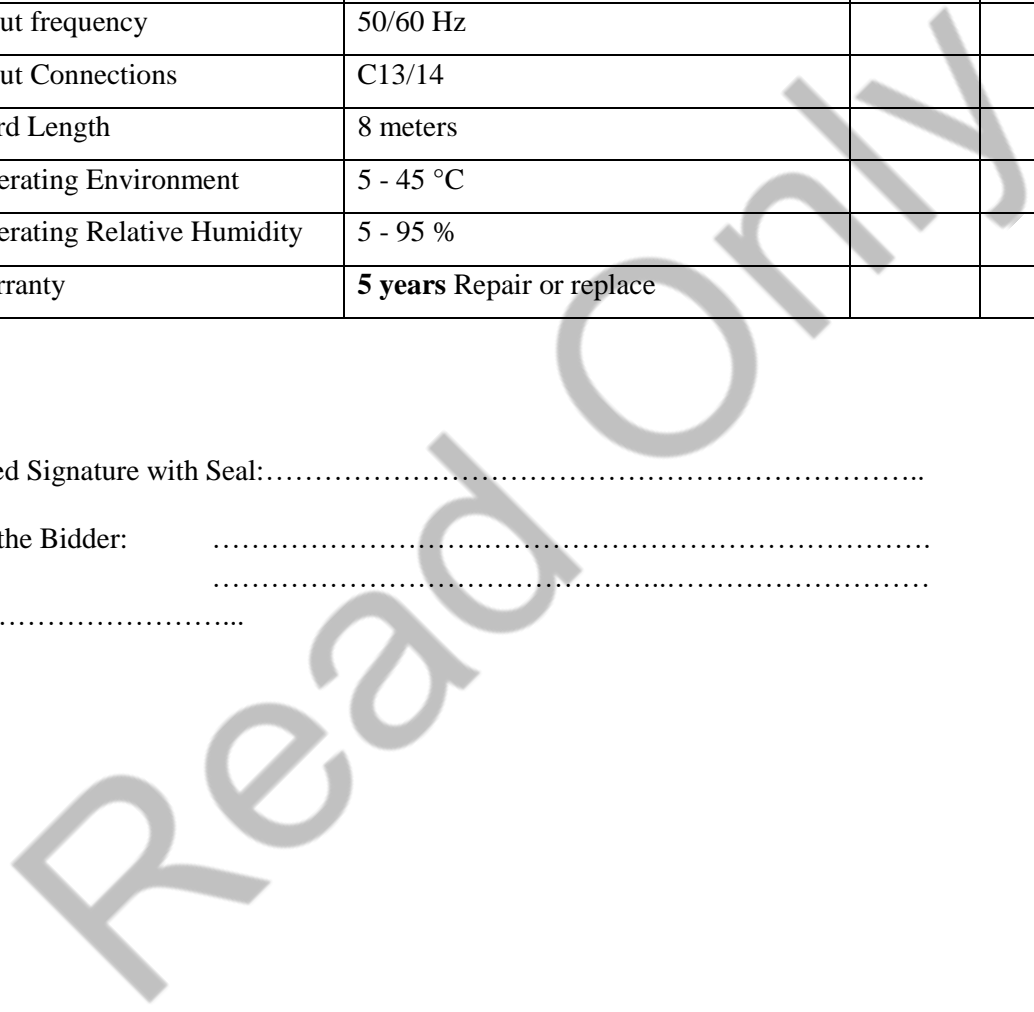 ut frequency 50/60 Hz
ut Connections C13/14
rd Length 8 meters
erating Environment 5 - 45 °C
erating Relative Humidity 5 - 95 %
rranty 5 years Repair or replace
ed Signature with Seal:………………………………………………………………..
the Bidder: ……………………….…………………………………………….
………………………………………..………………………
……………………...
Read Only